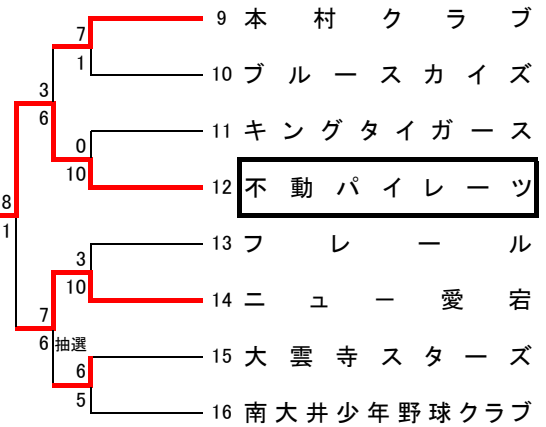 7
9 本村クラブ
1
10 ブルースカイズ
3
6
0
11 キングタイガース
10
12 不動パイレーツ
8
1
3
13 フレール
10
14 ニュー愛宕
7
6 抽選
6
15 大雲寺スターズ
5
16 南大井少年野球クラブ